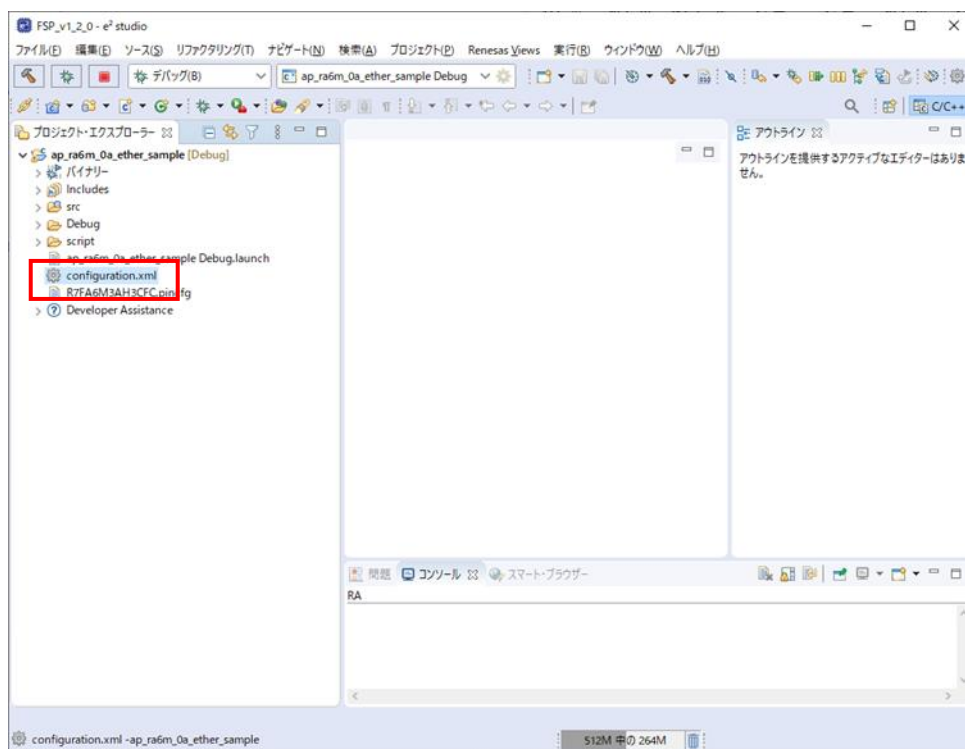 FSP_v1_2_0 - e² studio
ファイル(F) 編集(E) ソース(S) リファクタリング(T) ナビゲート(N) 検索(A) プロジェクト(P) Renesas Views 実行(R) ウィンドウ(W) ヘルプ(H)
デバッグ(B) ap_ra6m_0a_ether_sample Debug
C/C++
プロジェクト・エクスプローラー
アウトライン
ap_ra6m_0a_ether_sample [Debug]
アウトラインを提供するアクティブなエディターはありま
せん。
バイナリー
Includes
src
Debug
script
ap_ra6m_0a_ether_sample Debug.launch
configuration.xml
R7FA6M3AH3CFC.pincfg
Developer Assistance
問題 コンソール スマート・ブラウザー
RA
configuration.xml -ap_ra6m_0a_ether_sample
512M 中の 264M